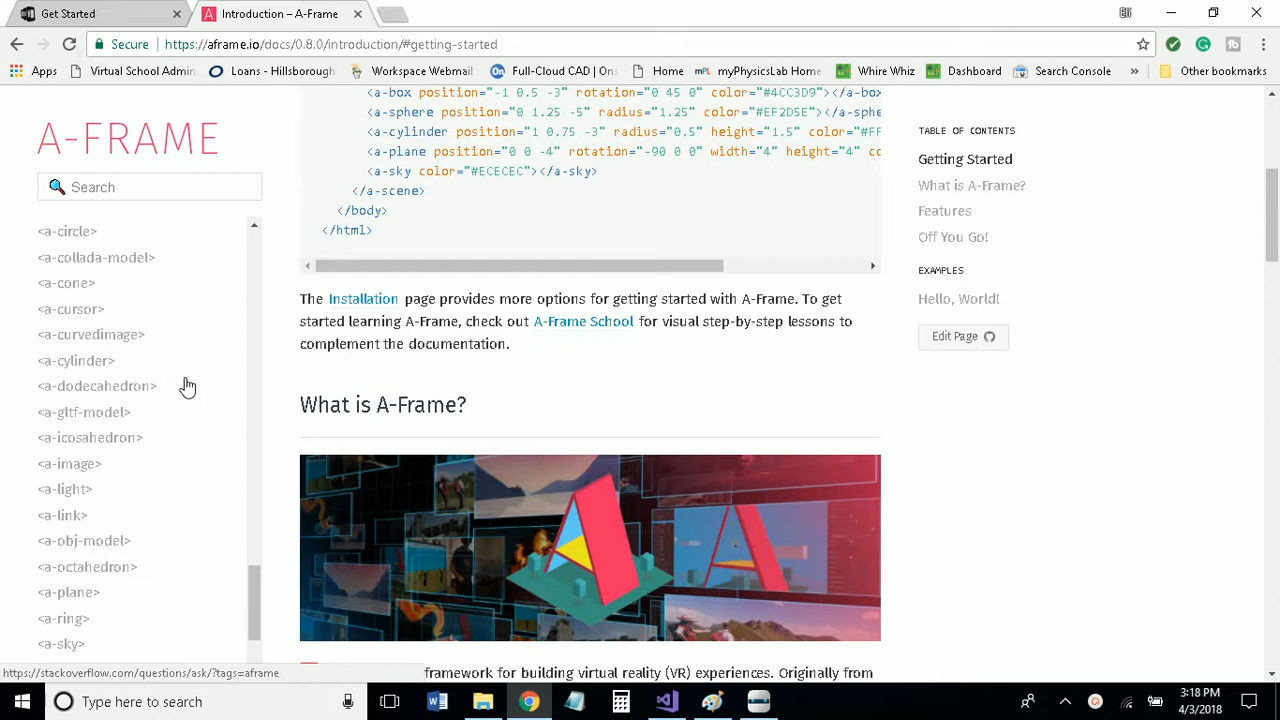 Get Started
Introduction – A-Frame
Secure
https://aframe.io/docs/0.8.0/introduction/#getting-started
Apps
Virtual School Admin
Loans - Hillsborough
Workspace Webmail
Full-Cloud CAD | Ons
Home
mPL
myPhysicsLab Home
Whire Whiz
Dashboard
Search Console
»
Other bookmarks
A-FRAME
Search
<a-circle>
<a-collada-model>
<a-cone>
<a-cursor>
<a-curvedimage>
<a-cylinder>
<a-dodecahedron>
<a-gltf-model>
<a-icosahedron>
<a-image>
<a-light>
<a-link>
<a-obj-model>
<a-octahedron>
<a-plane>
<a-ring>
<a-sky>
<a-box position="-1 0.5 -3" rotation="0 45 0" color="#4CC3D9"></a-box
<a-sphere position="0 1.25 -5" radius="1.25" color="#EF2D5E"></a-sphe
<a-cylinder position="1 0.75 -3" radius="0.5" height="1.5" color="#FF
<a-plane position="0 0 -4" rotation="-90 0 0" width="4" height="4" co
<a-sky color="#ECECEC"></a-sky>
</a-scene>
</body>
</html>
The Installation page provides more options for getting started with A-Frame. To get
started learning A-Frame, check out A-Frame School for visual step-by-step lessons to
complement the documentation.
What is A-Frame?
framework for building virtual reality (VR) experiences. Originally from
TABLE OF CONTENTS
Getting Started
What is A-Frame?
Features
Off You Go!
EXAMPLES
Hello, World!
Edit Page
https://stackoverflow.com/questions/ask/?tags=aframe
Type here to search
3:18 PM
4/3/2018